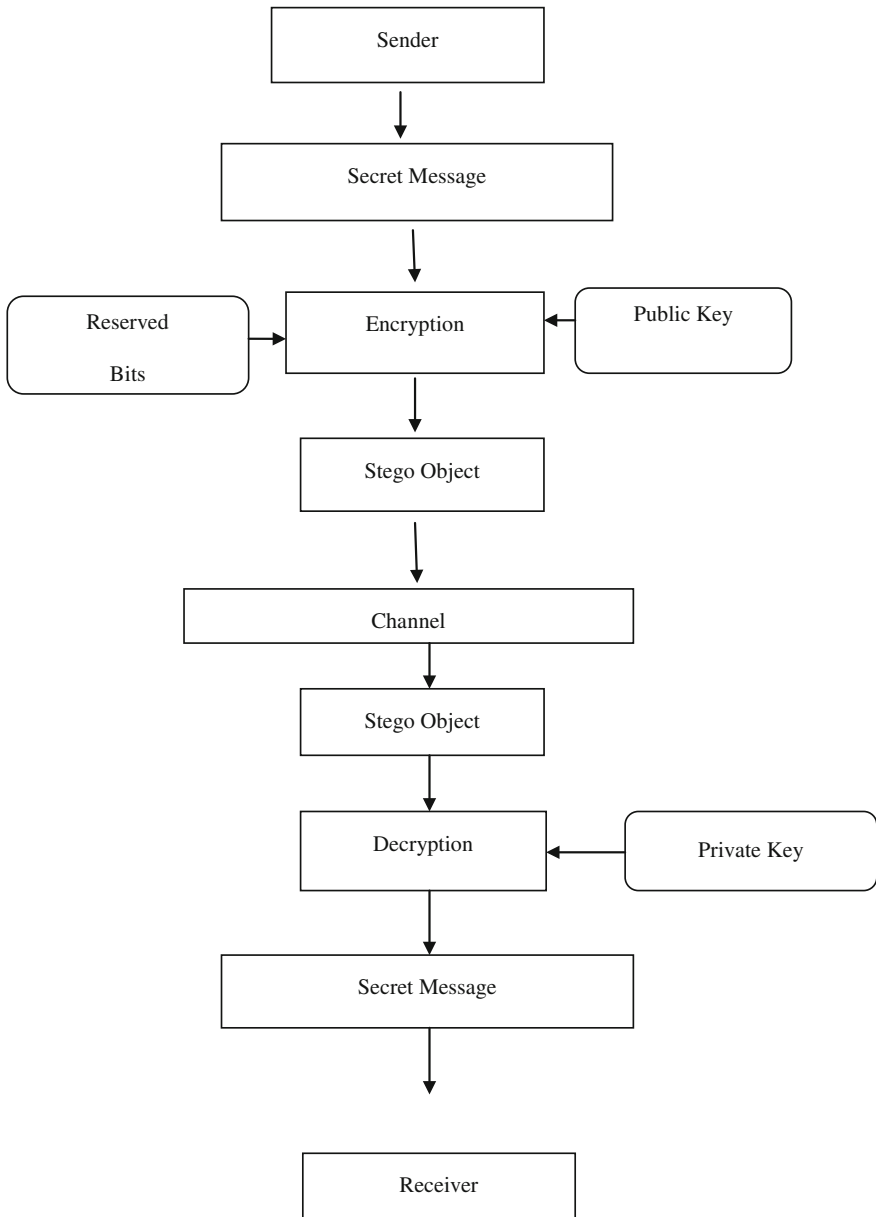 Sender
Secret Message
Reserved
Bits
Encryption
Public Key
Stego Object
Channel
Stego Object
Decryption
Private Key
Secret Message
Receiver